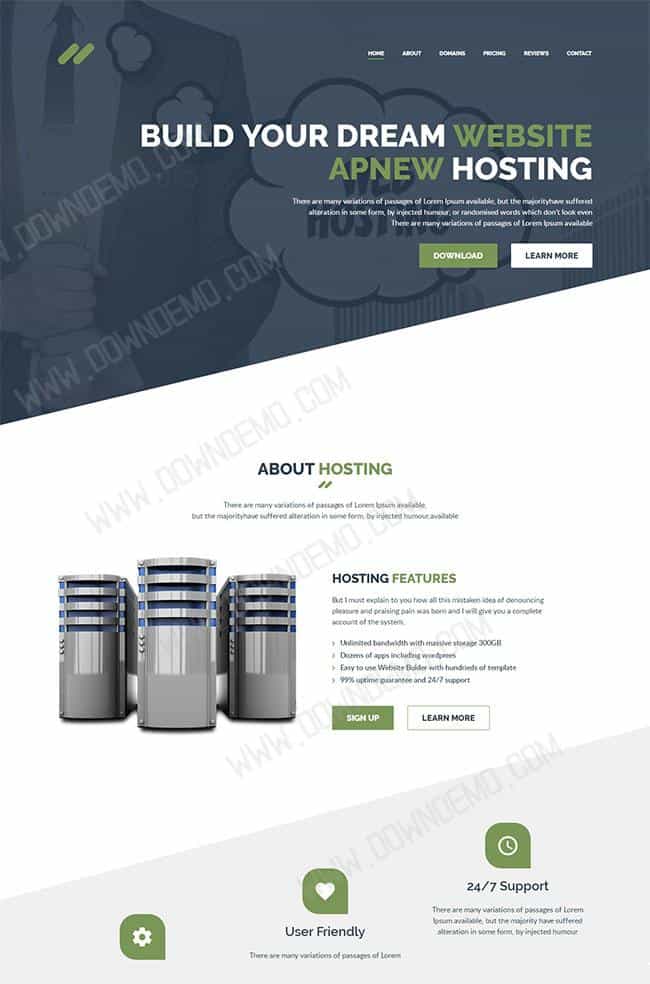 HOME ABOUT DOMAINS PRICING REVIEWS CONTACT
BUILD YOUR DREAM WEBSITE
APNEW HOSTING
There are many variations of passages of Lorem Ipsum available, but the majorityhave suffered
alteration in some form, by injected humour, or randomised words which don't look even
There are many variations of passages of Lorem Ipsum available
DOWNLOAD LEARN MORE
WEB
HOSTING
WWW.DOWNDEMO.COM
WWW.DOWNDEMO.COM
ABOUT HOSTING
There are many variations of passages of Lorem Ipsum available,
but the majorityhave suffered alteration in some form, by injected humour,available
WWW.DOWNDEMO.COM
HOSTING FEATURES
But I must explain to you how all this mistaken idea of denouncing
pleasure and praising pain was born and I will give you a complete
account of the system.
Unlimited bandwidth with massive storage 300GB
Dozens of apps including wordprees
Easy to use Website Bulder with hundrieds of template
99% uptime guarantee and 24/7 support
SIGN UP LEARN MORE
WWW.DOWNDEMO.COM
WWW.DOWNDEMO.COM
WWW.DOWNDEMO.COM
24/7 Support
There are many variations of passages of Lorem
Ipsum available, but the majority have suffered
alteration in some form, by injected humour
User Friendly
There are many variations of passages of Lorem